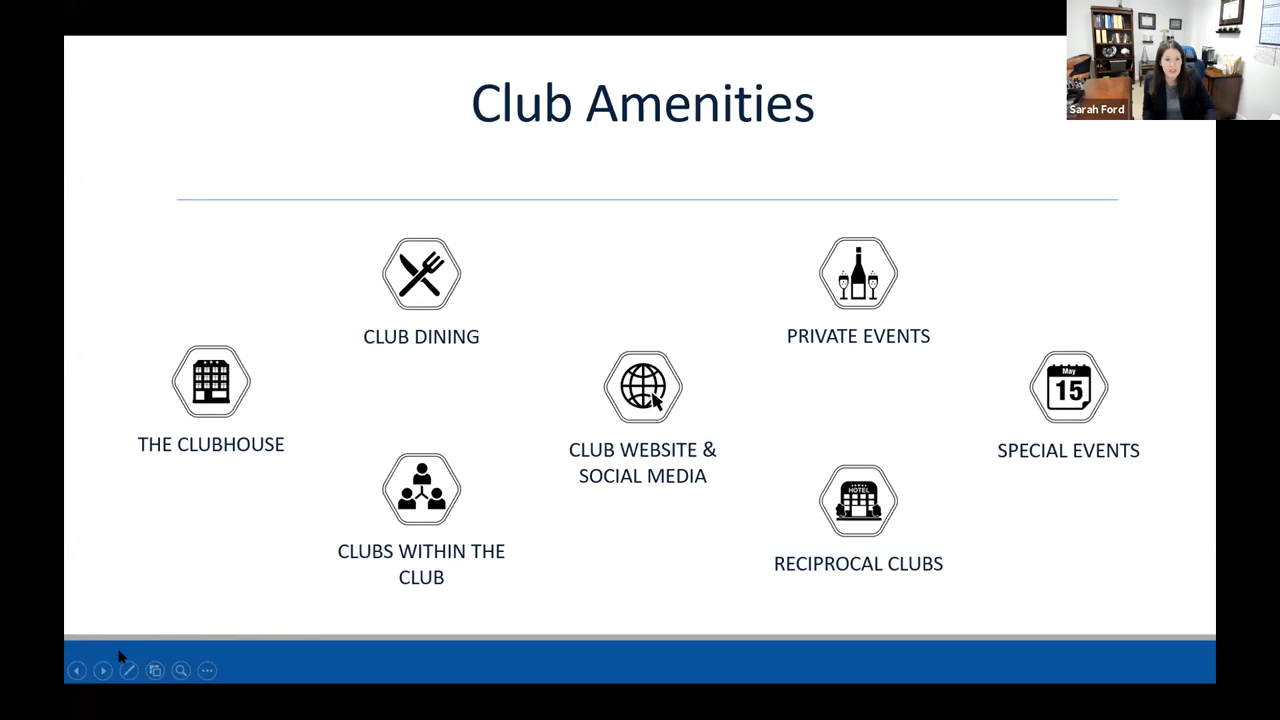 Club Amenities
Sarah Ford
CLUB DINING
PRIVATE EVENTS
THE CLUBHOUSE
CLUB WEBSITE &
SOCIAL MEDIA
May
15
SPECIAL EVENTS
CLUBS WITHIN THE
CLUB
HOTEL
RECIPROCAL CLUBS